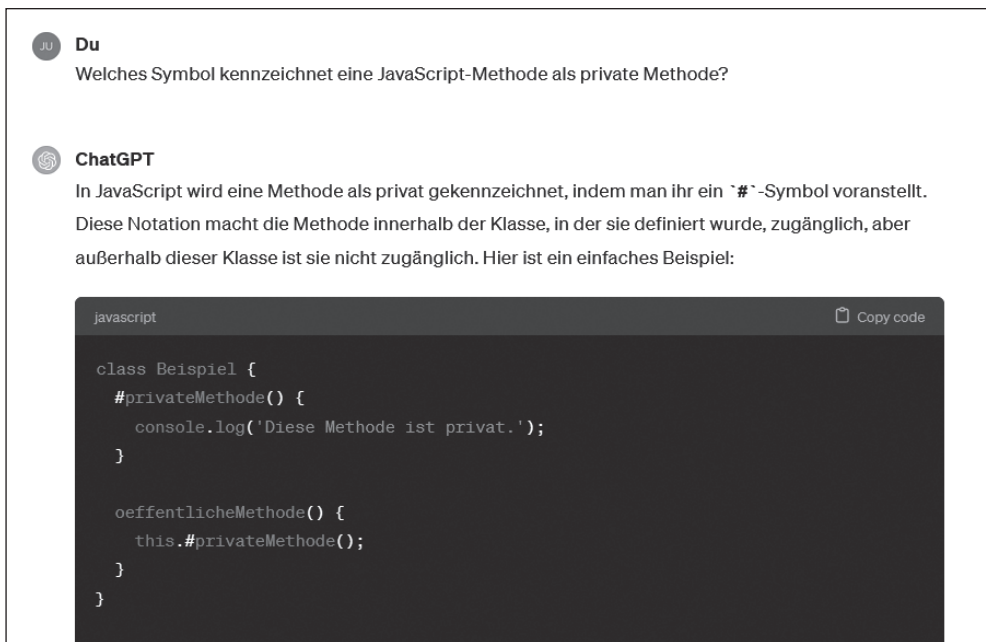 JU Du
Welches Symbol kennzeichnet eine JavaScript-Methode als private Methode?
ChatGPT
In JavaScript wird eine Methode als privat gekennzeichnet, indem man ihr ein `#`-Symbol voranstellt.
Diese Notation macht die Methode innerhalb der Klasse, in der sie definiert wurde, zugänglich, aber
außerhalb dieser Klasse ist sie nicht zugänglich. Hier ist ein einfaches Beispiel:
javascript Copy code
class Beispiel {
  #privateMethode() {
    console.log('Diese Methode ist privat.');
  }

  oeffentlicheMethode() {
    this.#privateMethode();
  }
}